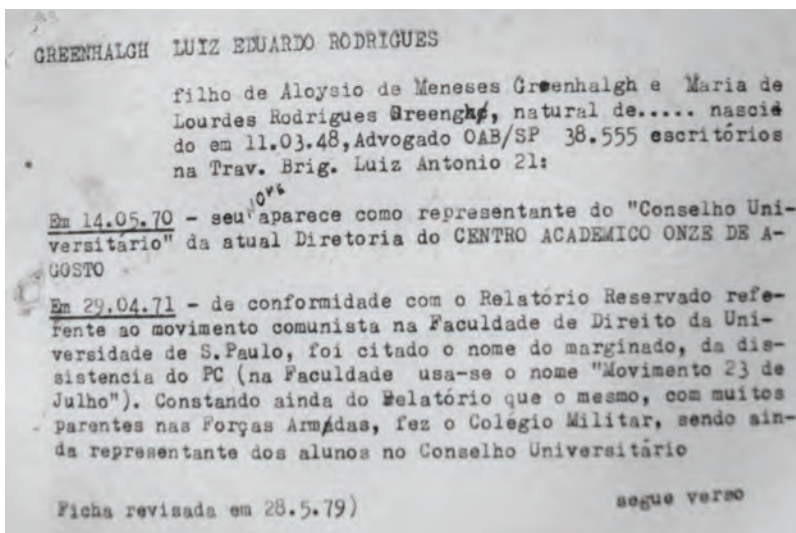 GREENHALGH LUIZ EDUARDO RODRIGUES
filho de Aloysio de Meneses Greenhalgh e Maria de
Lourdes Rodrigues Greengh, natural de..... nasci
do em 11.03.48,Advogado OAB/SP 38.555 escritórios
na Trav. Brig. Luiz Antonio 21:
Em 14.05.70 - seu aparece como representante do "Conselho Uni-
versitário" da atual Diretoria do CENTRO ACADEMICO ONZE DE A-
GOSTO
Em 29.04.71 - de conformidade com o Relatório Reservado refe-
rente ao movimento comunista na Faculdade de Direito da Uni-
versidade de S.Paulo, foi citado o nome do marginado, da dis-
sistencia do PC (na Faculdade usa-se o nome "Movimento 23 de
Julho"). Constando ainda do Relatório que o mesmo, com muitos
parentes nas Forças Armadas, fez o Colégio Militar, sendo ain-
da representante dos alunos no Conselho Universitário
Ficha revisada em 28.5.79)
segue verso